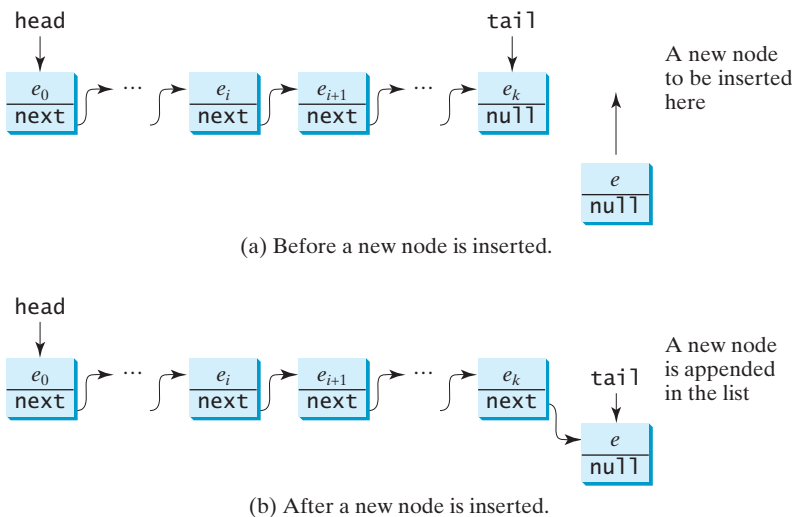 head
tail
A new node
to be inserted
here
e0 ... ei ei+1 ... ek
next next next null
e
null
(a) Before a new node is inserted.
head
A new node
is appended
in the list
e0 ... ei ei+1 ... ek
tail
next next next next
e
null
(b) After a new node is inserted.